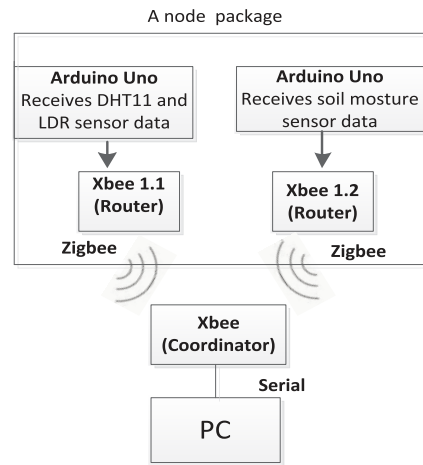 A node package
Arduino Uno
Receives DHT11 and
LDR sensor data
Arduino Uno
Receives soil mosture
sensor data
Xbee 1.1
(Router)
Xbee 1.2
(Router)
Zigbee
Zigbee
Xbee
(Coordinator)
Serial
PC